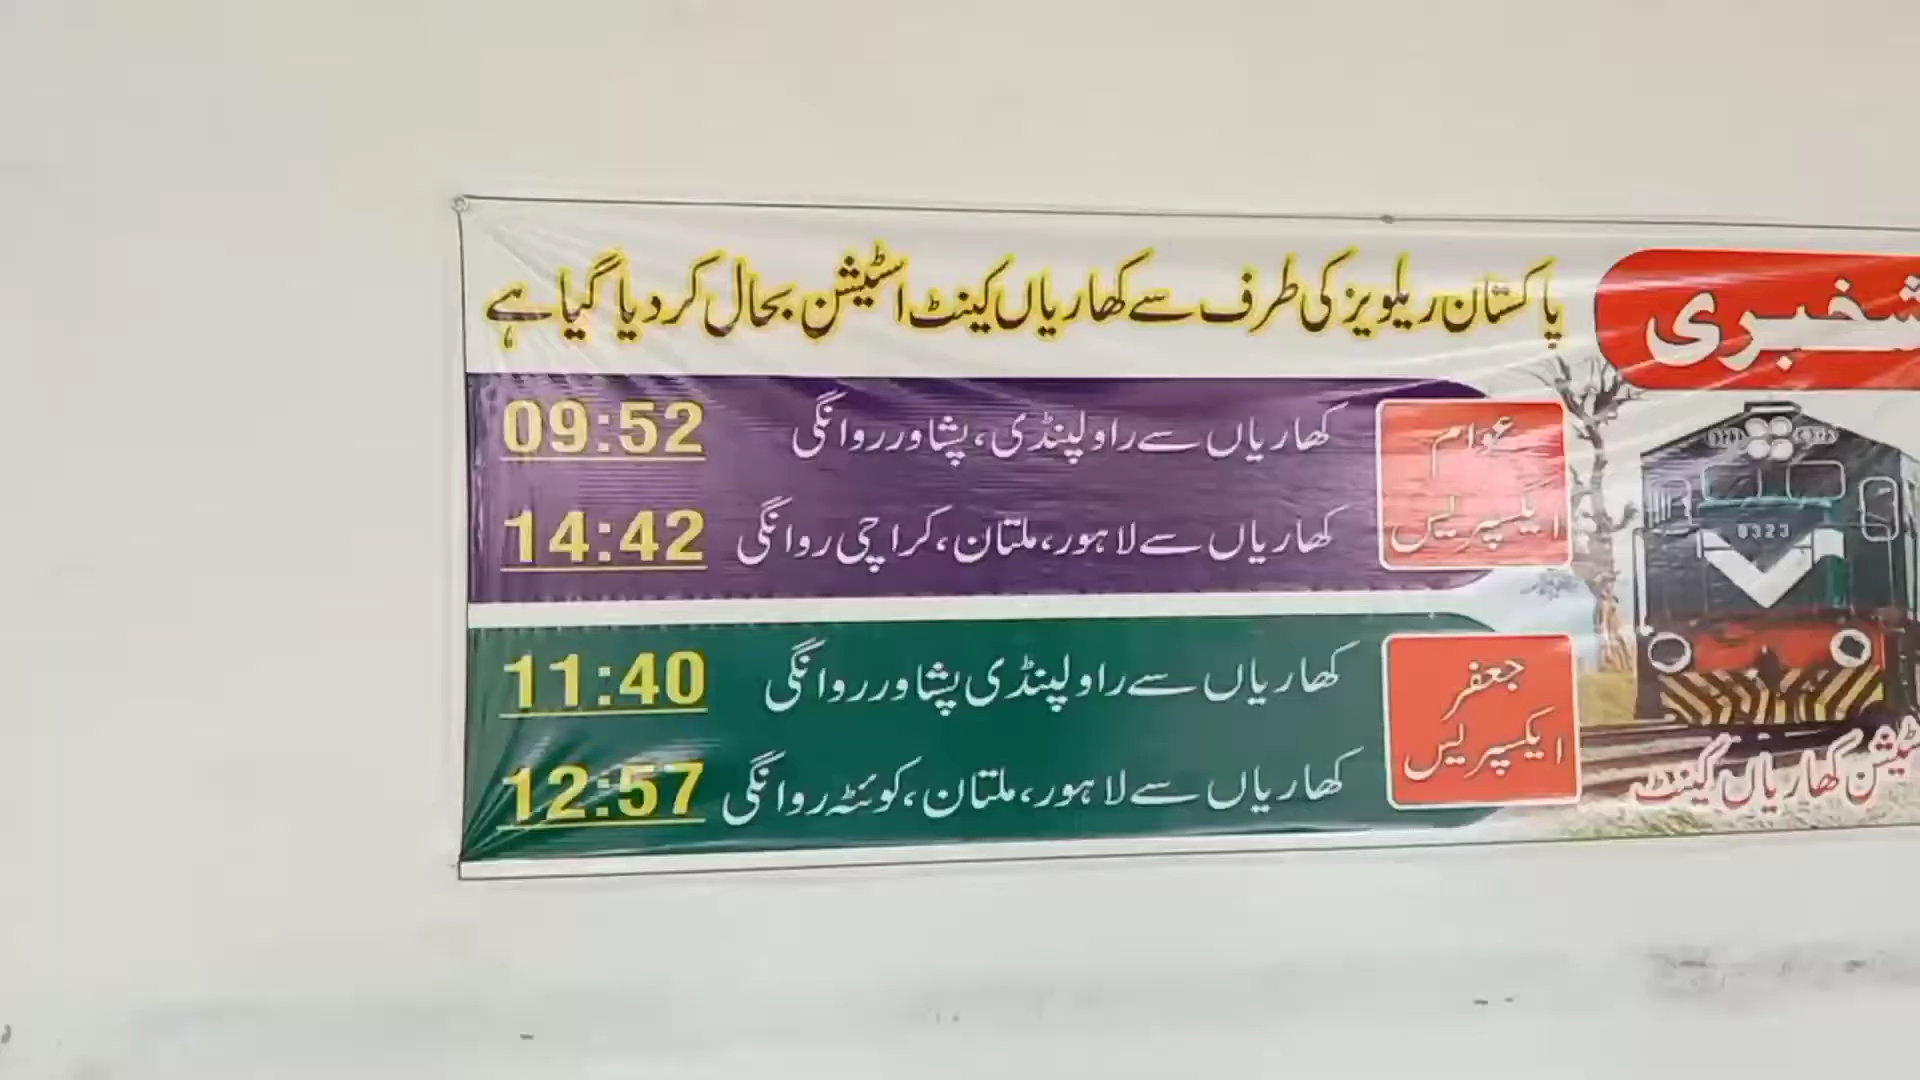 پاکستان ریلویز کی طرف سے کھاریاں کینٹ اسٹیشن بحال کر دیا گیا ہے
عوام ایکسپریس
کھاریاں سے راولپنڈی، پشاور روانگی 09:52
کھاریاں سے لاہور، ملتان، کراچی روانگی 14:42
جعفر ایکسپریس
کھاریاں سے راولپنڈی پشاور روانگی 11:40
کھاریاں سے لاہور، ملتان، کوئٹہ روانگی 12:57
8323
کھاریاں کینٹ